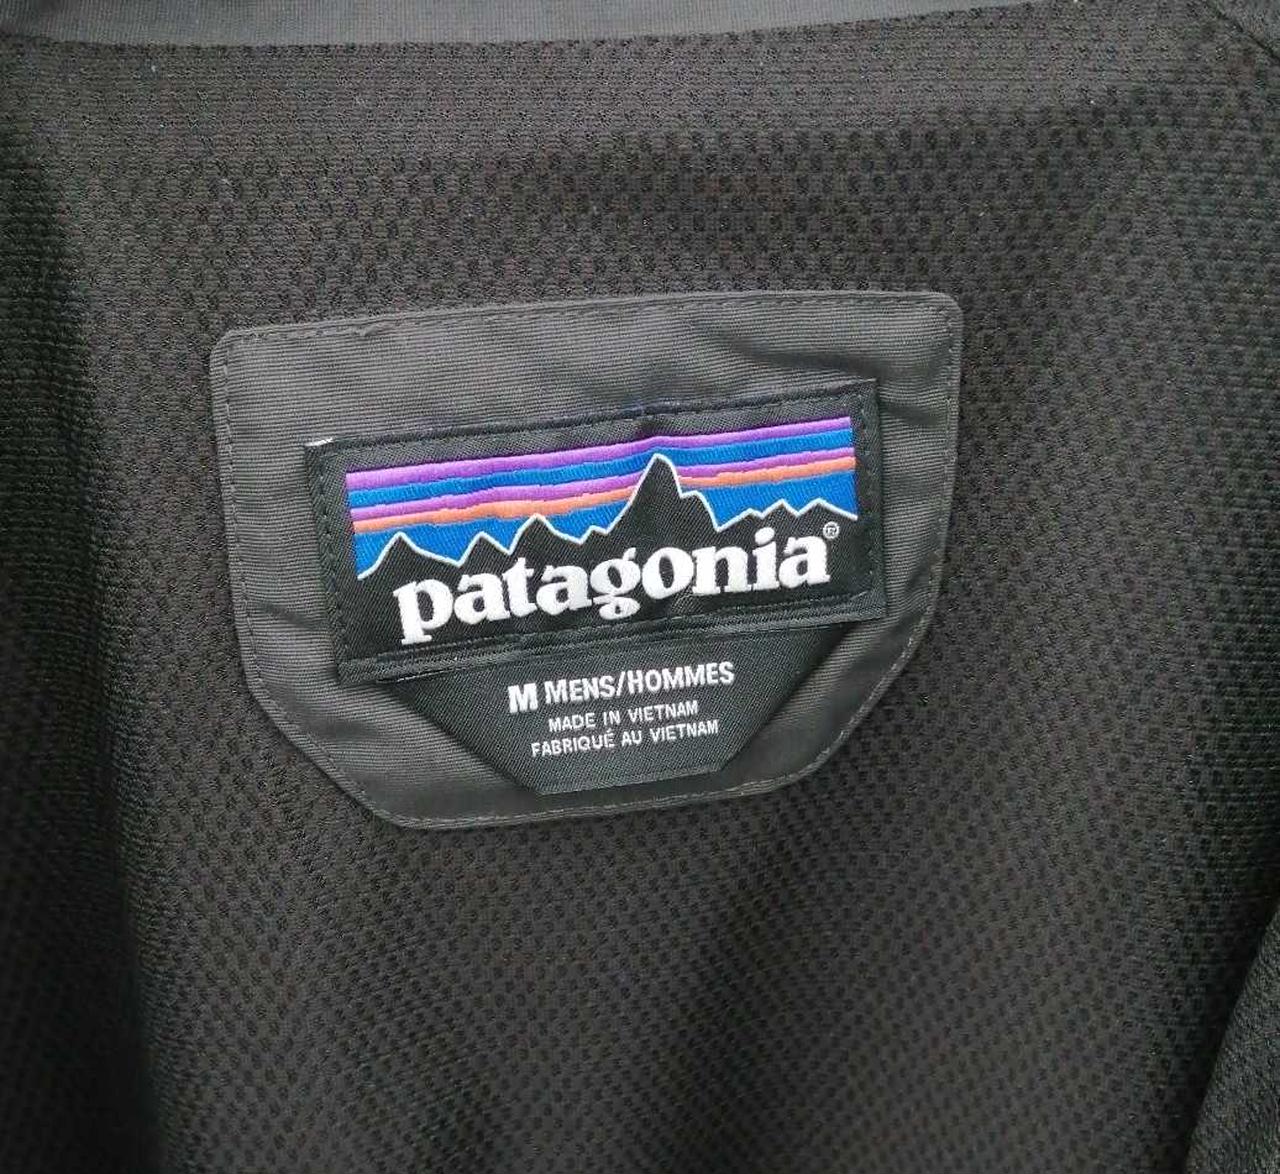 patagonia®
M MENS/HOMMES
MADE IN VIETNAM
FABRIQUÉ AU VIETNAM